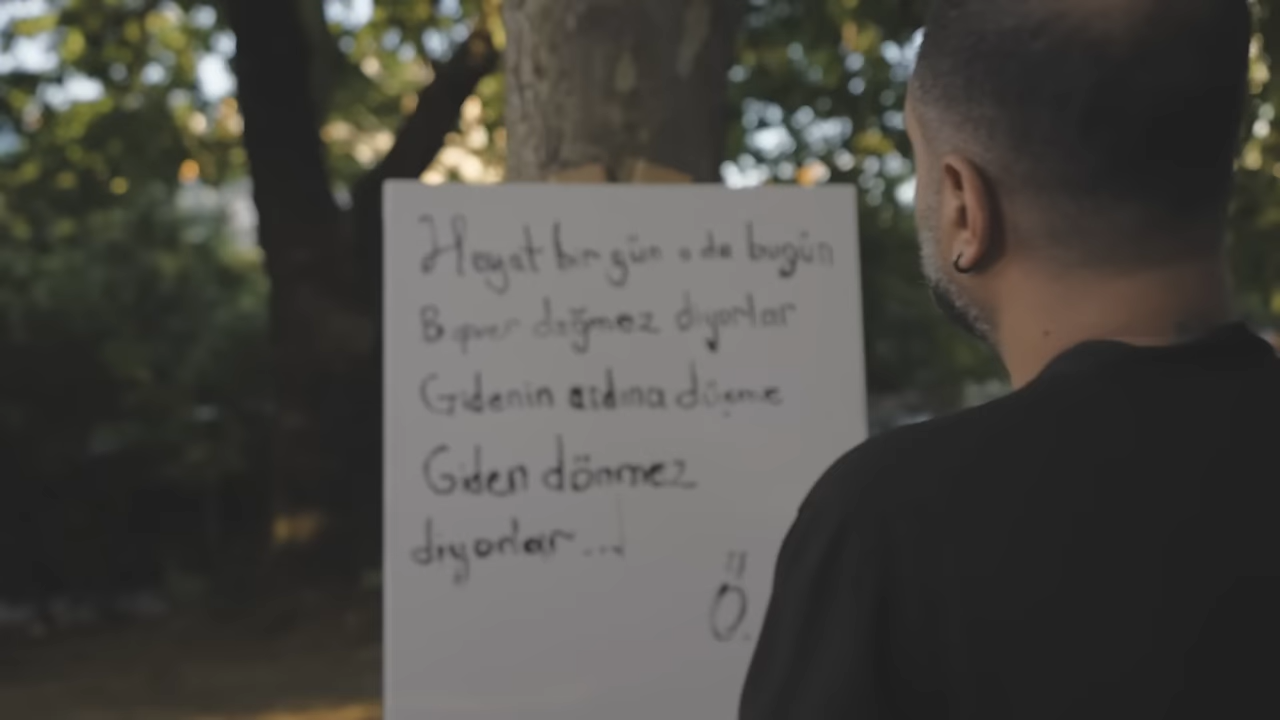 Hayat bir gün o da bugün
değmez diyorlar
Gidenin ardına düşme
Giden dönmez
diyorlar...
Ö.